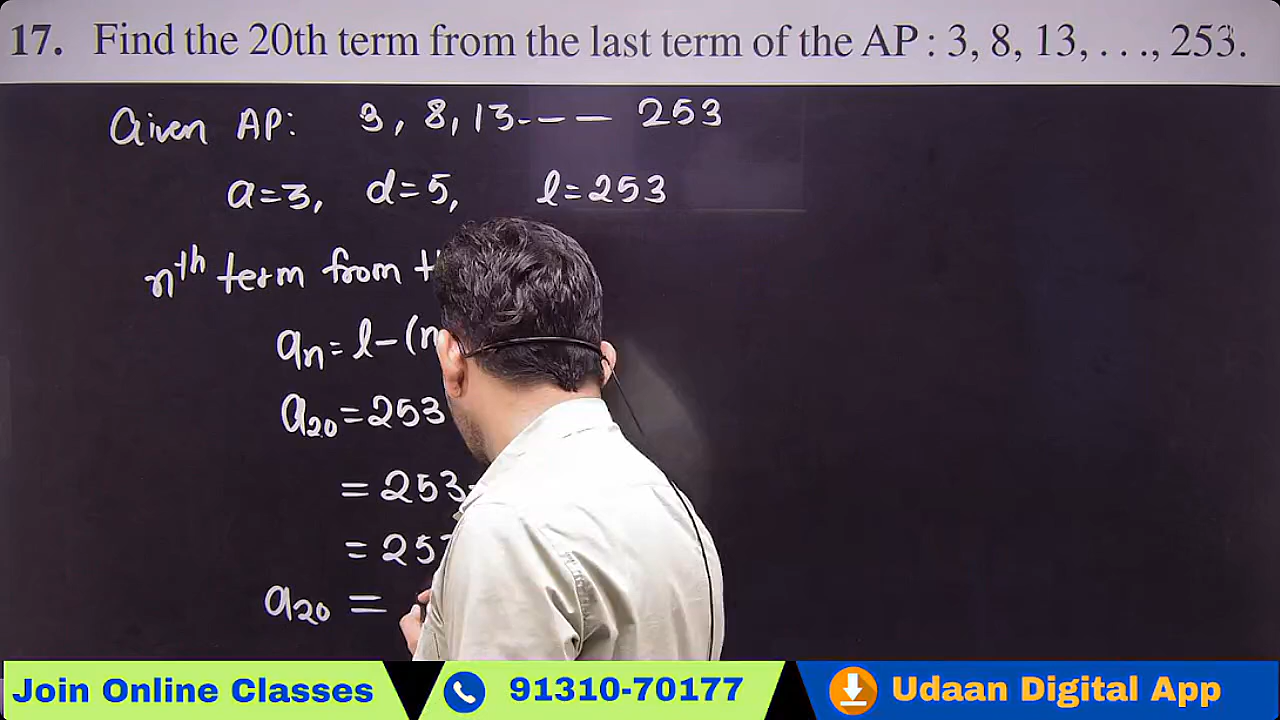 17. Find the 20th term from the last term of the AP : 3, 8, 13, . . ., 253.
Given AP: 3, 8, 13 - - - 253
a=3, d=5, l=253
nth term from
an = l - (n
a20 = 253
= 253 -
= 253
a20 =
Join Online Classes
91310-70177
Udaan Digital App